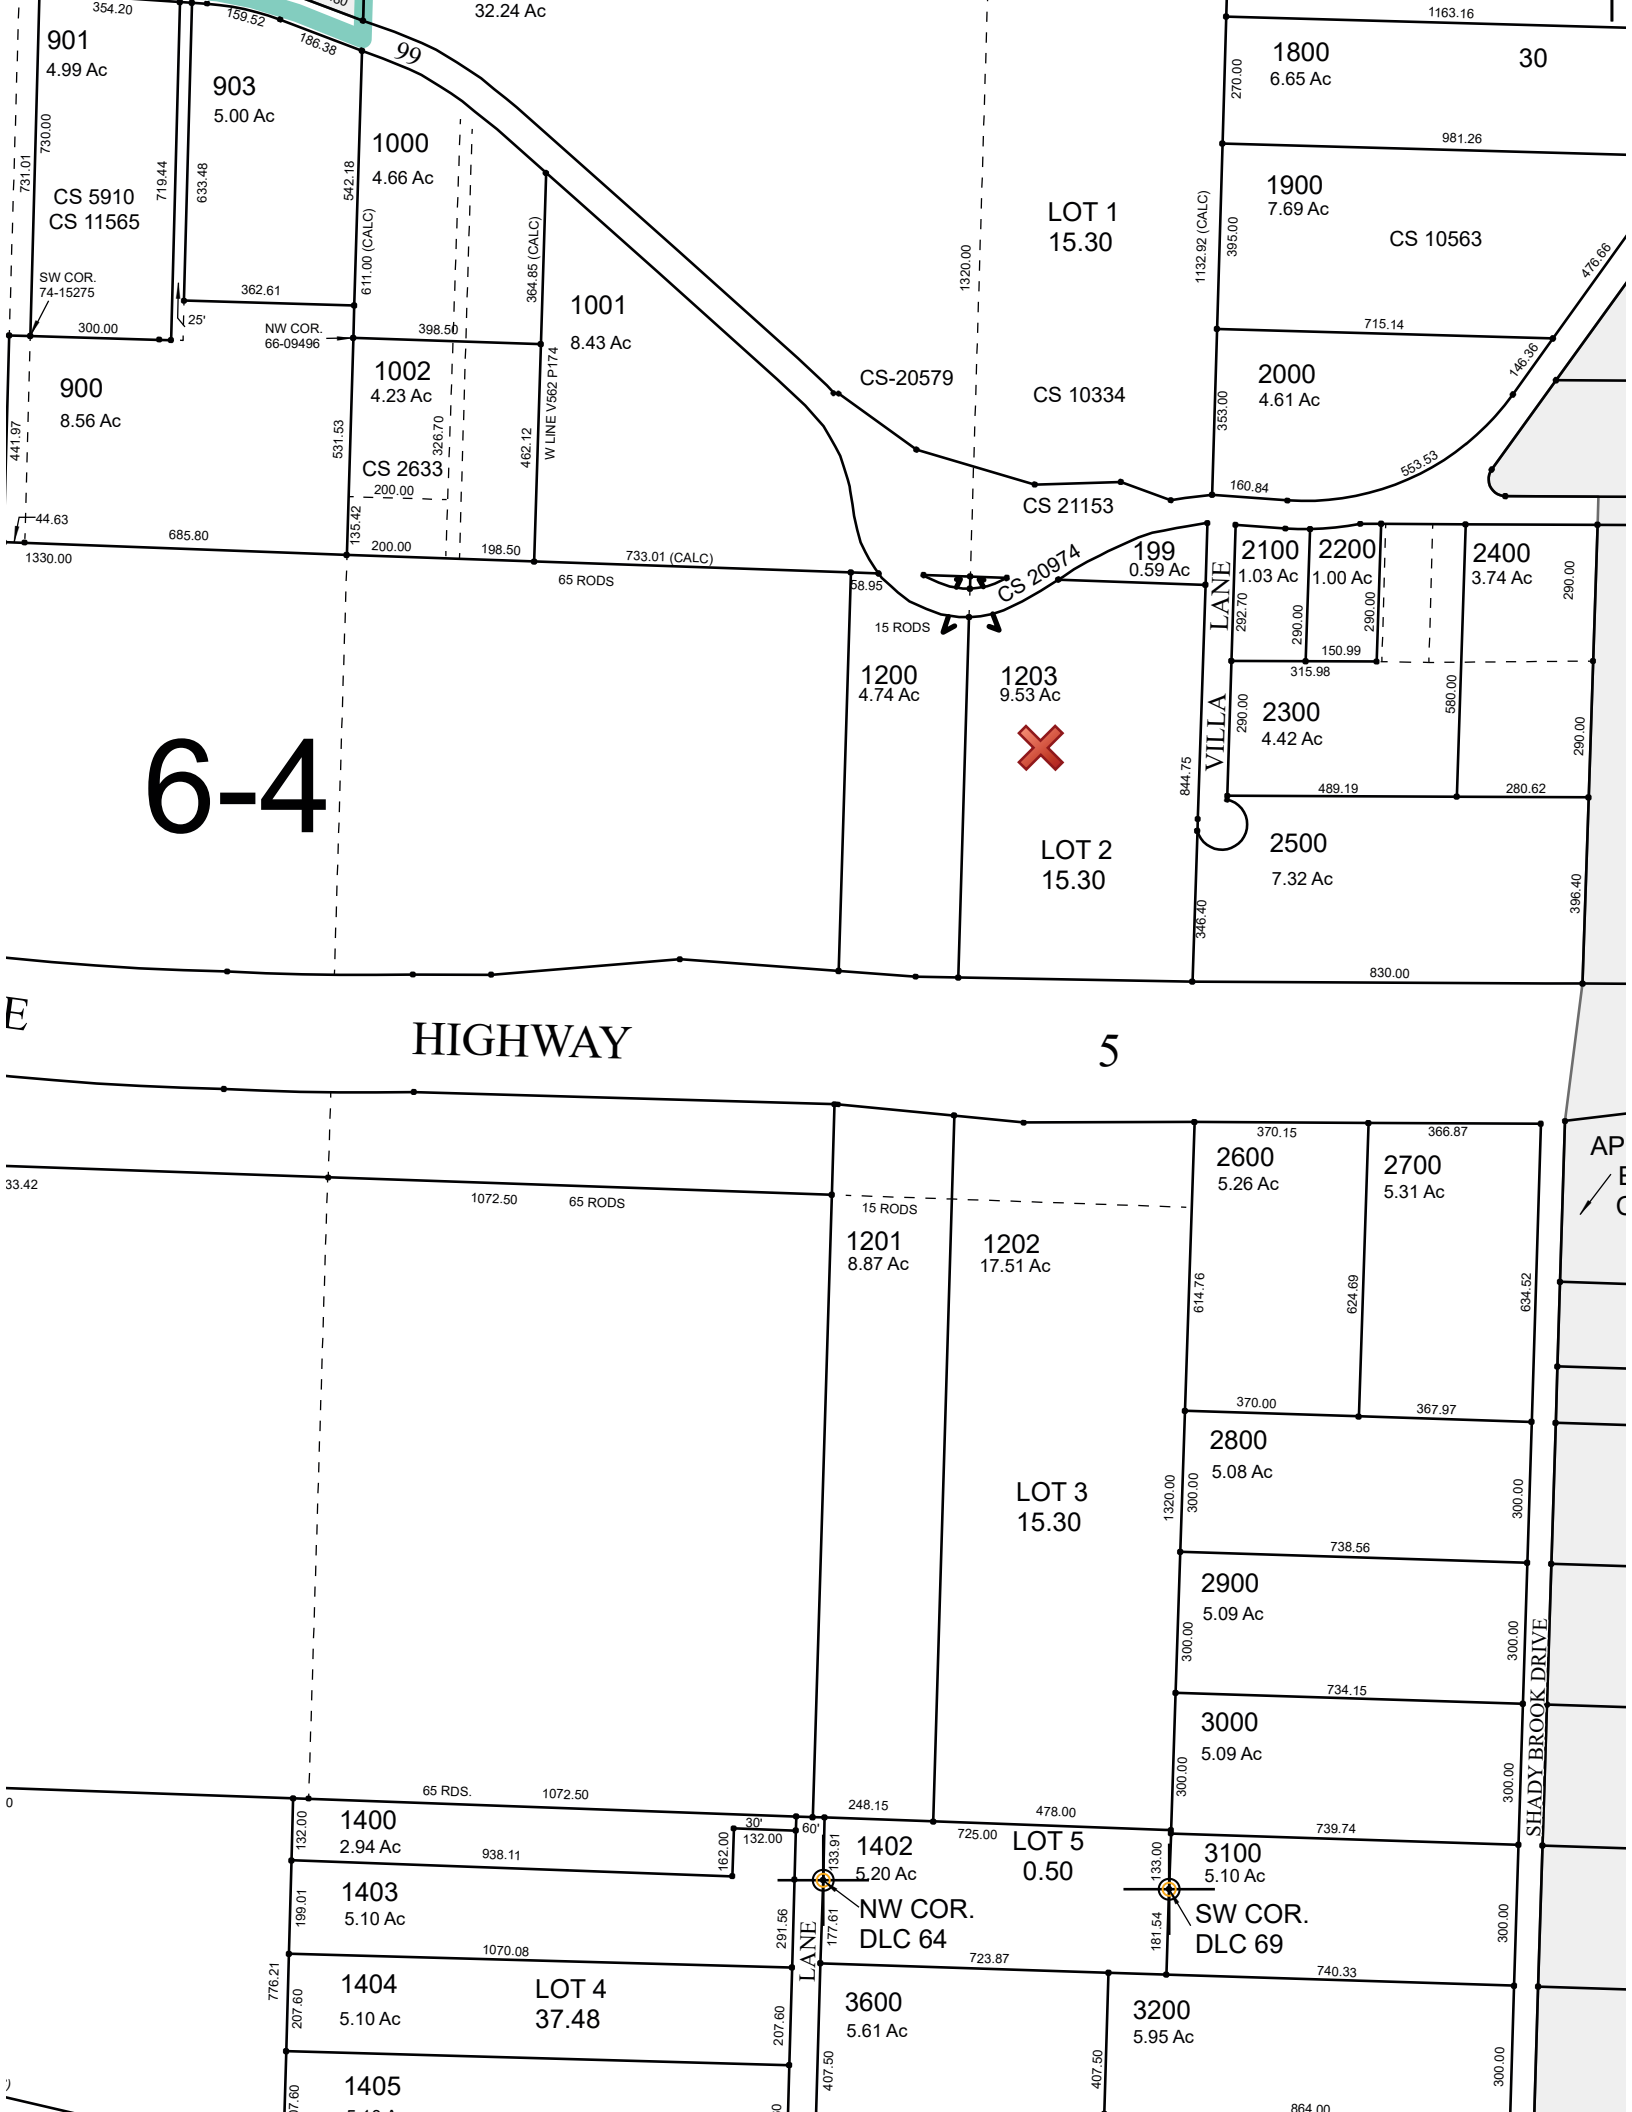 354.20
159.52
186.38
99
32.24 Ac
1163.16
901
4.99 Ac
903
5.00 Ac
1800
6.65 Ac
30
270.00
730.00
731.01
719.44
633.48
542.18
1000
4.66 Ac
981.26
CS 5910
CS 11565
611.00 (CALC)
364.85 (CALC)
1320.00
LOT 1
15.30
1132.92 (CALC)
395.00
1900
7.69 Ac
CS 10563
476.66
SW COR.
74-15275
362.61
25'
300.00
NW COR.
66-09496
398.50
1001
8.43 Ac
715.14
146.36
900
8.56 Ac
1002
4.23 Ac
W LINE V562 P174
CS-20579
CS 10334
2000
4.61 Ac
353.00
441.97
531.53
326.70
462.12
CS 2633
200.00
553.53
160.84
44.63
135.42
CS 21153
685.80
1330.00
200.00
198.50
733.01 (CALC)
65 RODS
58.95
CS 20974
199
0.59 Ac
2100
1.03 Ac
2200
1.00 Ac
2400
3.74 Ac
290.00
292.70
290.00
290.00
VILLA LANE
15 RODS
150.99
315.98
1200
4.74 Ac
1203
9.53 Ac
580.00
2300
4.42 Ac
290.00
290.00
6-4
844.75
489.19
280.62
LOT 2
15.30
2500
7.32 Ac
346.40
396.40
830.00
E
HIGHWAY
5
370.15
366.87
AP
2600
5.26 Ac
2700
5.31 Ac
33.42
1072.50
65 RODS
15 RODS
1201
8.87 Ac
1202
17.51 Ac
614.76
624.69
634.52
370.00
367.97
2800
5.08 Ac
LOT 3
15.30
1320.00
300.00
300.00
738.56
2900
5.09 Ac
300.00
300.00
734.15
3000
5.09 Ac
300.00
300.00
SHADY BROOK DRIVE
65 RDS.
1072.50
0
248.15
478.00
1400
2.94 Ac
132.00
30'
132.00
60'
162.00
133.91
1402
5.20 Ac
725.00
LOT 5
0.50
133.00
739.74
3100
5.10 Ac
938.11
1403
5.10 Ac
199.01
291.56
LANE
177.61
NW COR.
DLC 64
181.54
SW COR.
DLC 69
300.00
1070.08
723.87
740.33
776.21
1404
5.10 Ac
207.60
LOT 4
37.48
207.60
3600
5.61 Ac
3200
5.95 Ac
407.50
407.50
300.00
1405
864.00